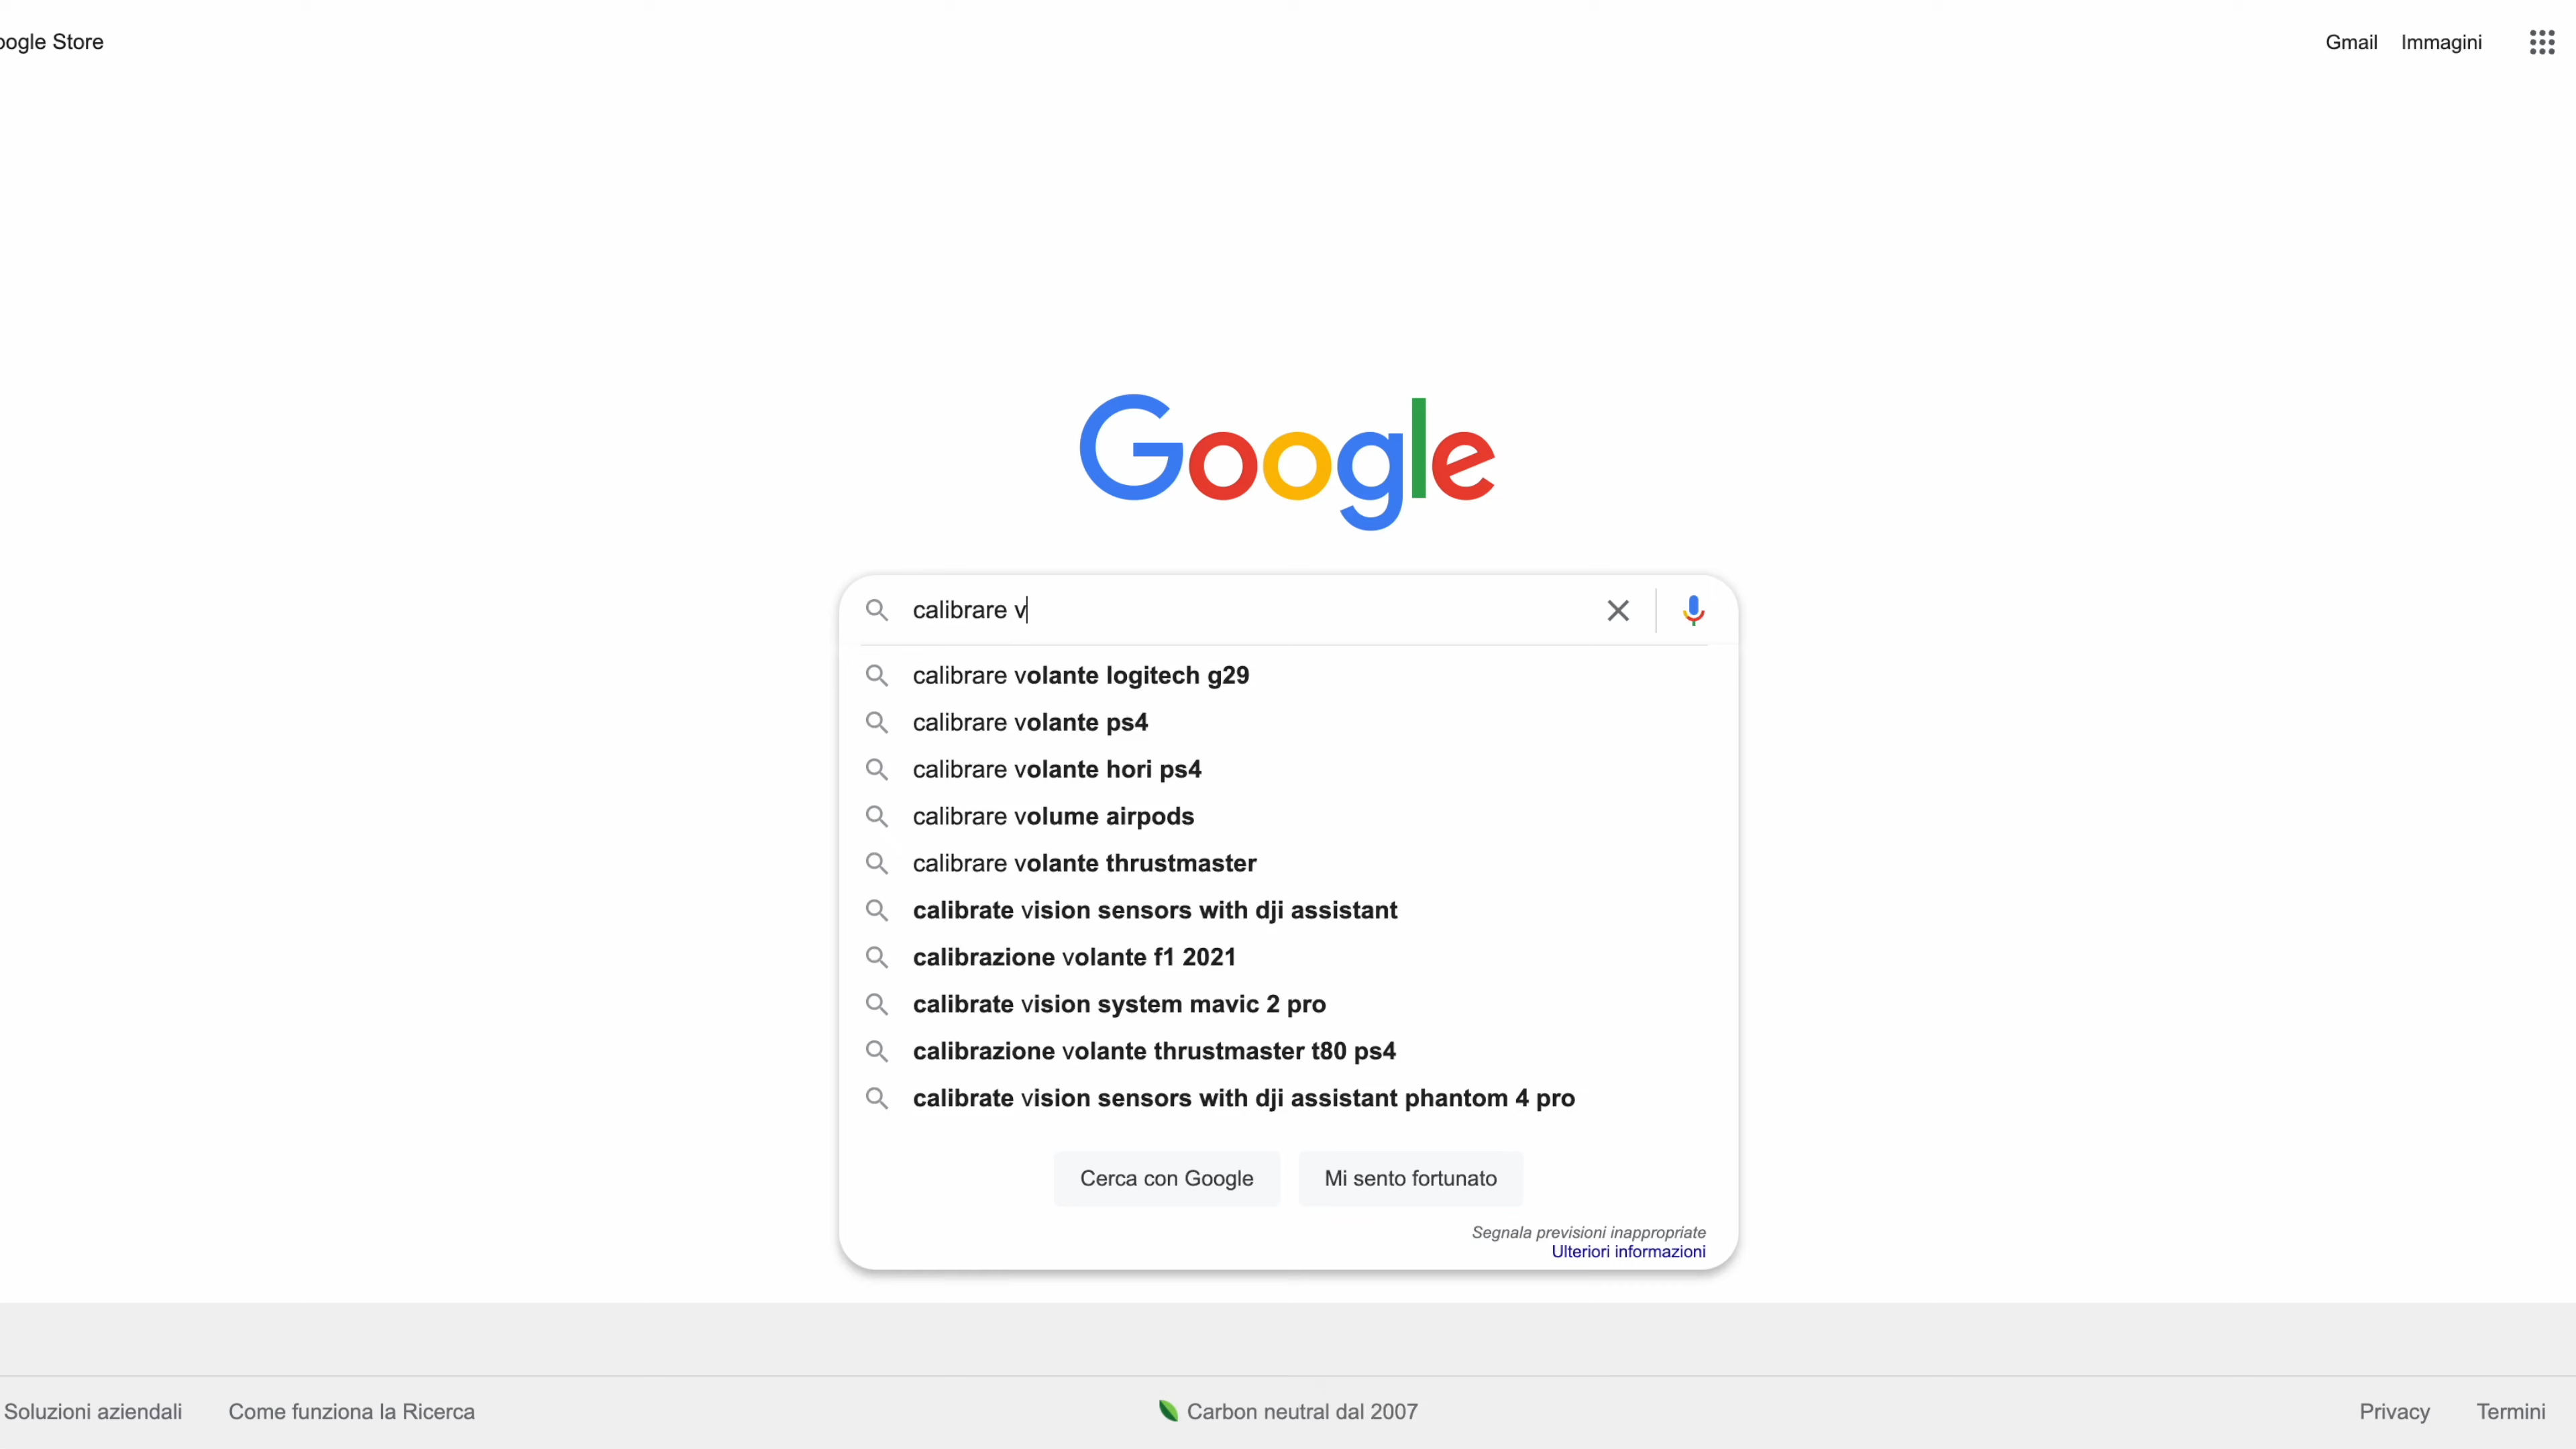 oogle Store
Gmail Immagini
Google
calibrare v
calibrare volante logitech g29
calibrare volante ps4
calibrare volante hori ps4
calibrare volume airpods
calibrare volante thrustmaster
calibrate vision sensors with dji assistant
calibrazione volante f1 2021
calibrate vision system mavic 2 pro
calibrazione volante thrustmaster t80 ps4
calibrate vision sensors with dji assistant phantom 4 pro
Cerca con Google Mi sento fortunato
Segnala previsioni inappropriate
Ulteriori informazioni
Soluzioni aziendali Come funziona la Ricerca Carbon neutral dal 2007 Privacy Termini